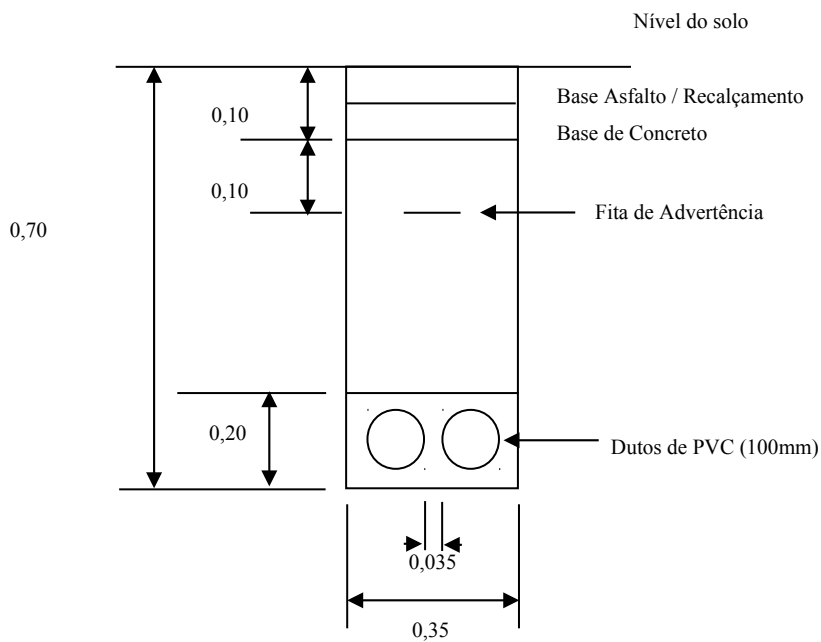 Nível do solo
Base Asfalto / Recalçamento
0,10
Base de Concreto
0,10
Fita de Advertência
0,70
0,20
Dutos de PVC (100mm)
0,035
0,35